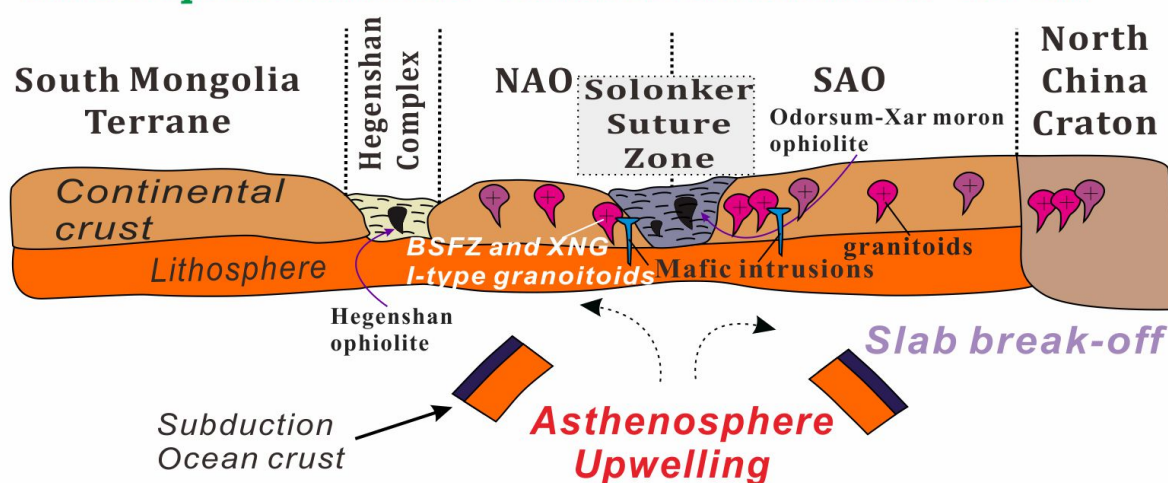 South Mongolia
Terrane
Hegenshan
Complex
NAO
Solonker
Suture
Zone
SAO
North
China
Craton
Odorsum-Xar moron
ophiolite
Continental
crust
Lithosphere
BSFZ and XNG
I-type granoitoids
Mafic intrusions
granitoids
Hegenshan
ophiolite
Slab break-off
Subduction
Ocean crust
Asthenosphere
Upwelling